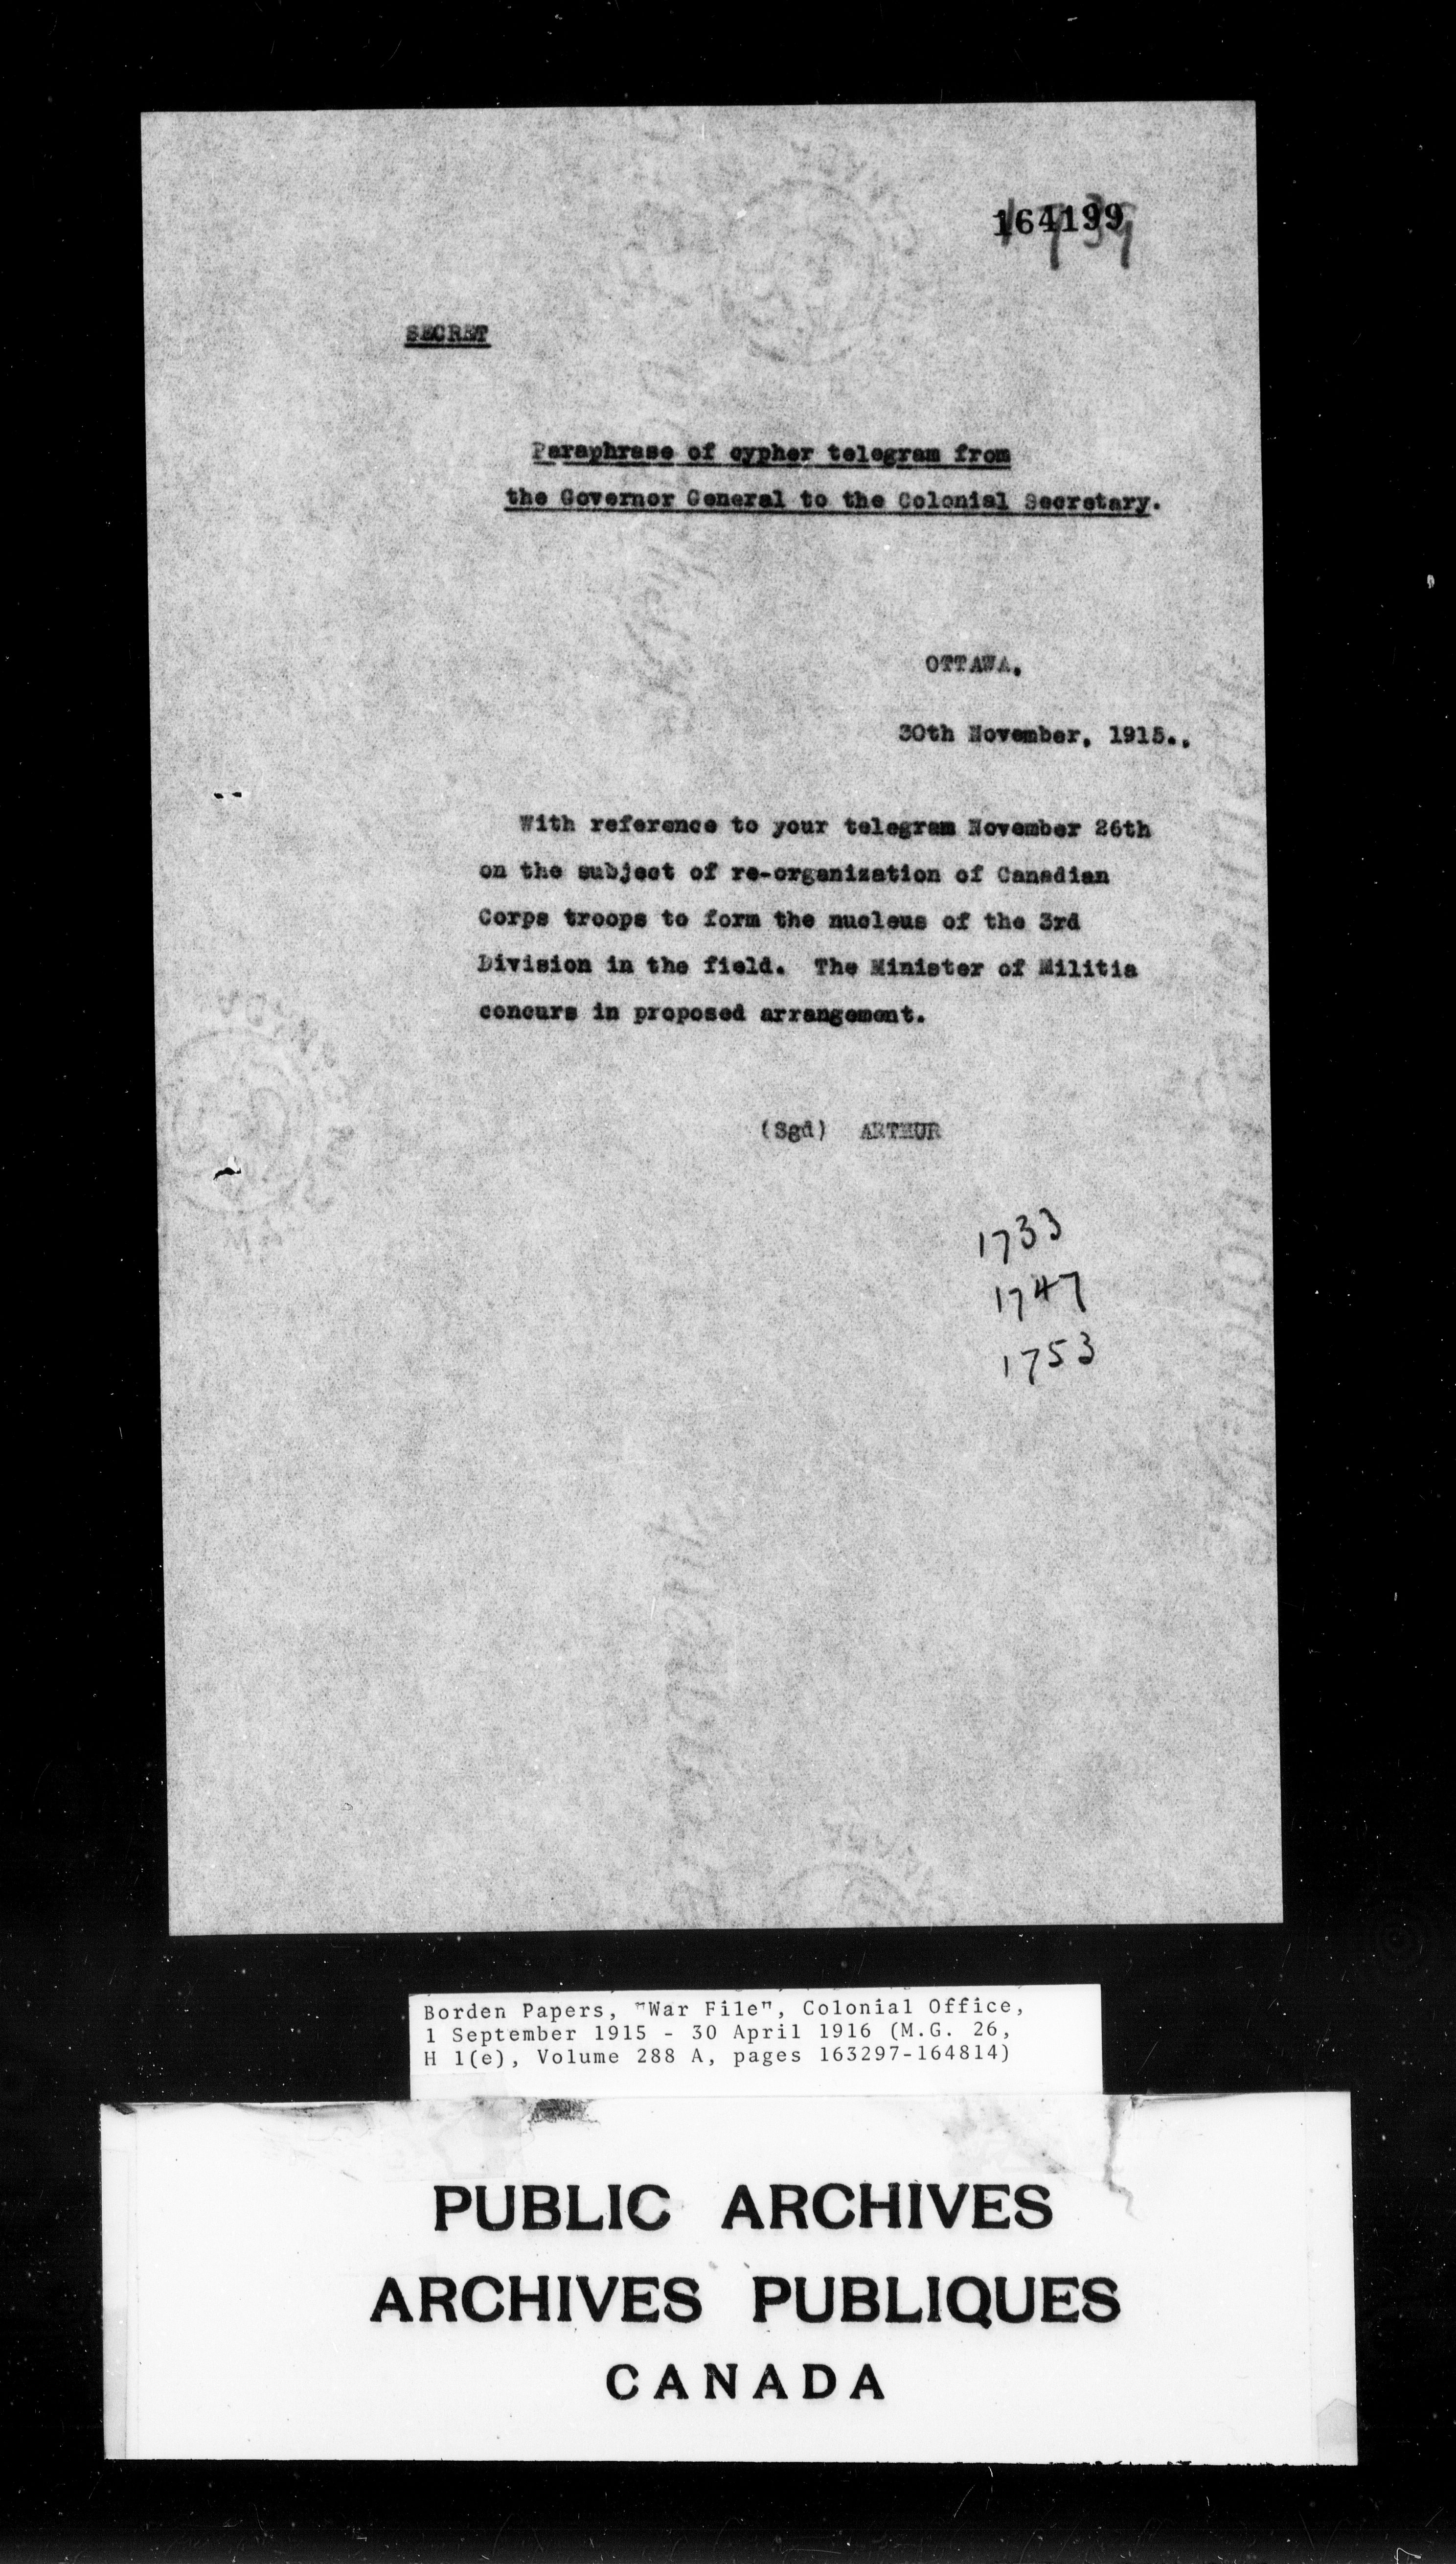 164199
SECRET
Paraphrase of cypher telegram from
the Governor General to the Colonial Secretary.
OTTAWA.
30th November, 1915..
With reference to your telegram November 26th
on the subject of re-organization of Canadian
Corps troops to form the nucleus of the 3rd
Division in the field. The Minister of Militia
concurs in proposed arrangement.
(Sgd) ARTHUR
1733
1747
1753
Borden Papers, "War File", Colonial Office,
1 September 1915 - 30 April 1916 (M.G. 26,
H 1(e), Volume 288 A, pages 163297-164814)
PUBLIC ARCHIVES
ARCHIVES PUBLIQUES
CANADA